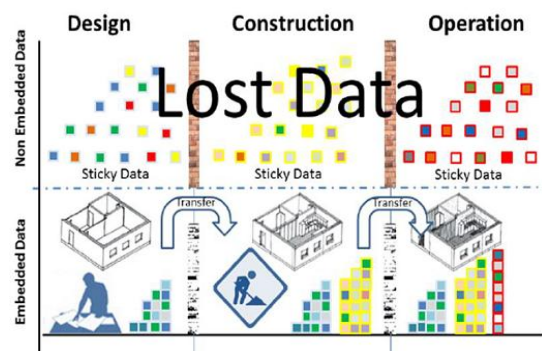 Design Construction Operation
Non Embedded Data
Lost Data
Sticky Data Sticky Data Sticky Data
Embedded Data
Transfer Transfer